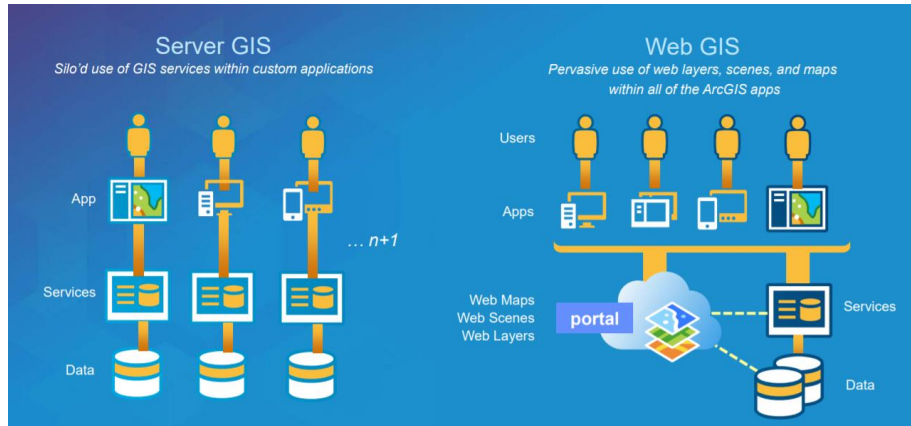 Server GIS
Silo'd use of GIS services within custom applications
App
... n+1
Services
Data
Web GIS
Pervasive use of web layers, scenes, and maps
within all of the ArcGIS apps
Users
Apps
Web Maps
Web Scenes
Web Layers
portal
Services
Data